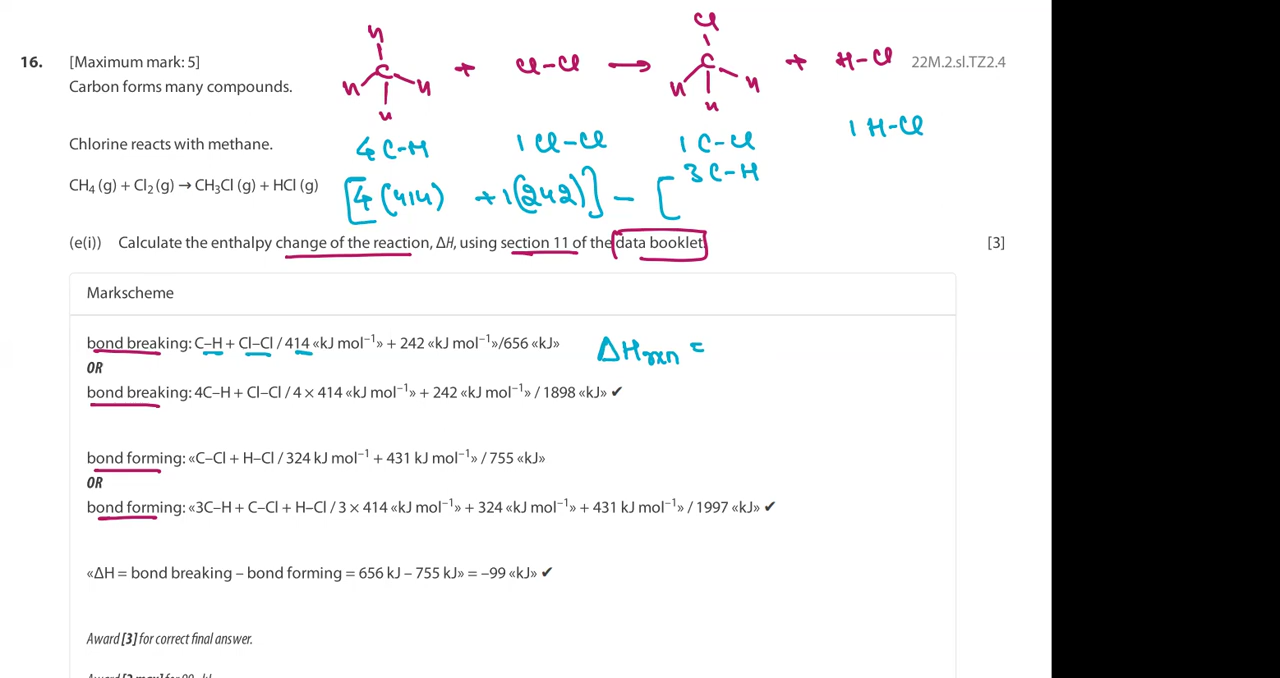 16. [Maximum mark: 5]
Carbon forms many compounds.
H
H C H
H
+ Cl-Cl →
Cl
H C H
H
+ H-Cl
22M.2.sl.TZ2.4
Chlorine reacts with methane.
4 C-H 1 Cl-Cl 1 C-Cl 1 H-Cl
3 C-H
CH₄ (g) + Cl₂ (g) → CH₃Cl (g) + HCl (g)
[4 (414) + 1(242)] - [
(e(i)) Calculate the enthalpy change of the reaction, ΔH, using section 11 of the data booklet. [3]
Markscheme
bond breaking: C–H + Cl–Cl / 414 «kJ mol⁻¹» + 242 «kJ mol⁻¹»/656 «kJ»
ΔHrxn =
OR
bond breaking: 4C–H + Cl–Cl / 4 × 414 «kJ mol⁻¹» + 242 «kJ mol⁻¹» / 1898 «kJ» ✔
bond forming: «C–Cl + H–Cl / 324 kJ mol⁻¹ + 431 kJ mol⁻¹» / 755 «kJ»
OR
bond forming: «3C–H + C–Cl + H–Cl / 3 × 414 «kJ mol⁻¹» + 324 «kJ mol⁻¹» + 431 kJ mol⁻¹» / 1997 «kJ» ✔
«ΔH = bond breaking – bond forming = 656 kJ – 755 kJ» = –99 «kJ» ✔
Award [3] for correct final answer.